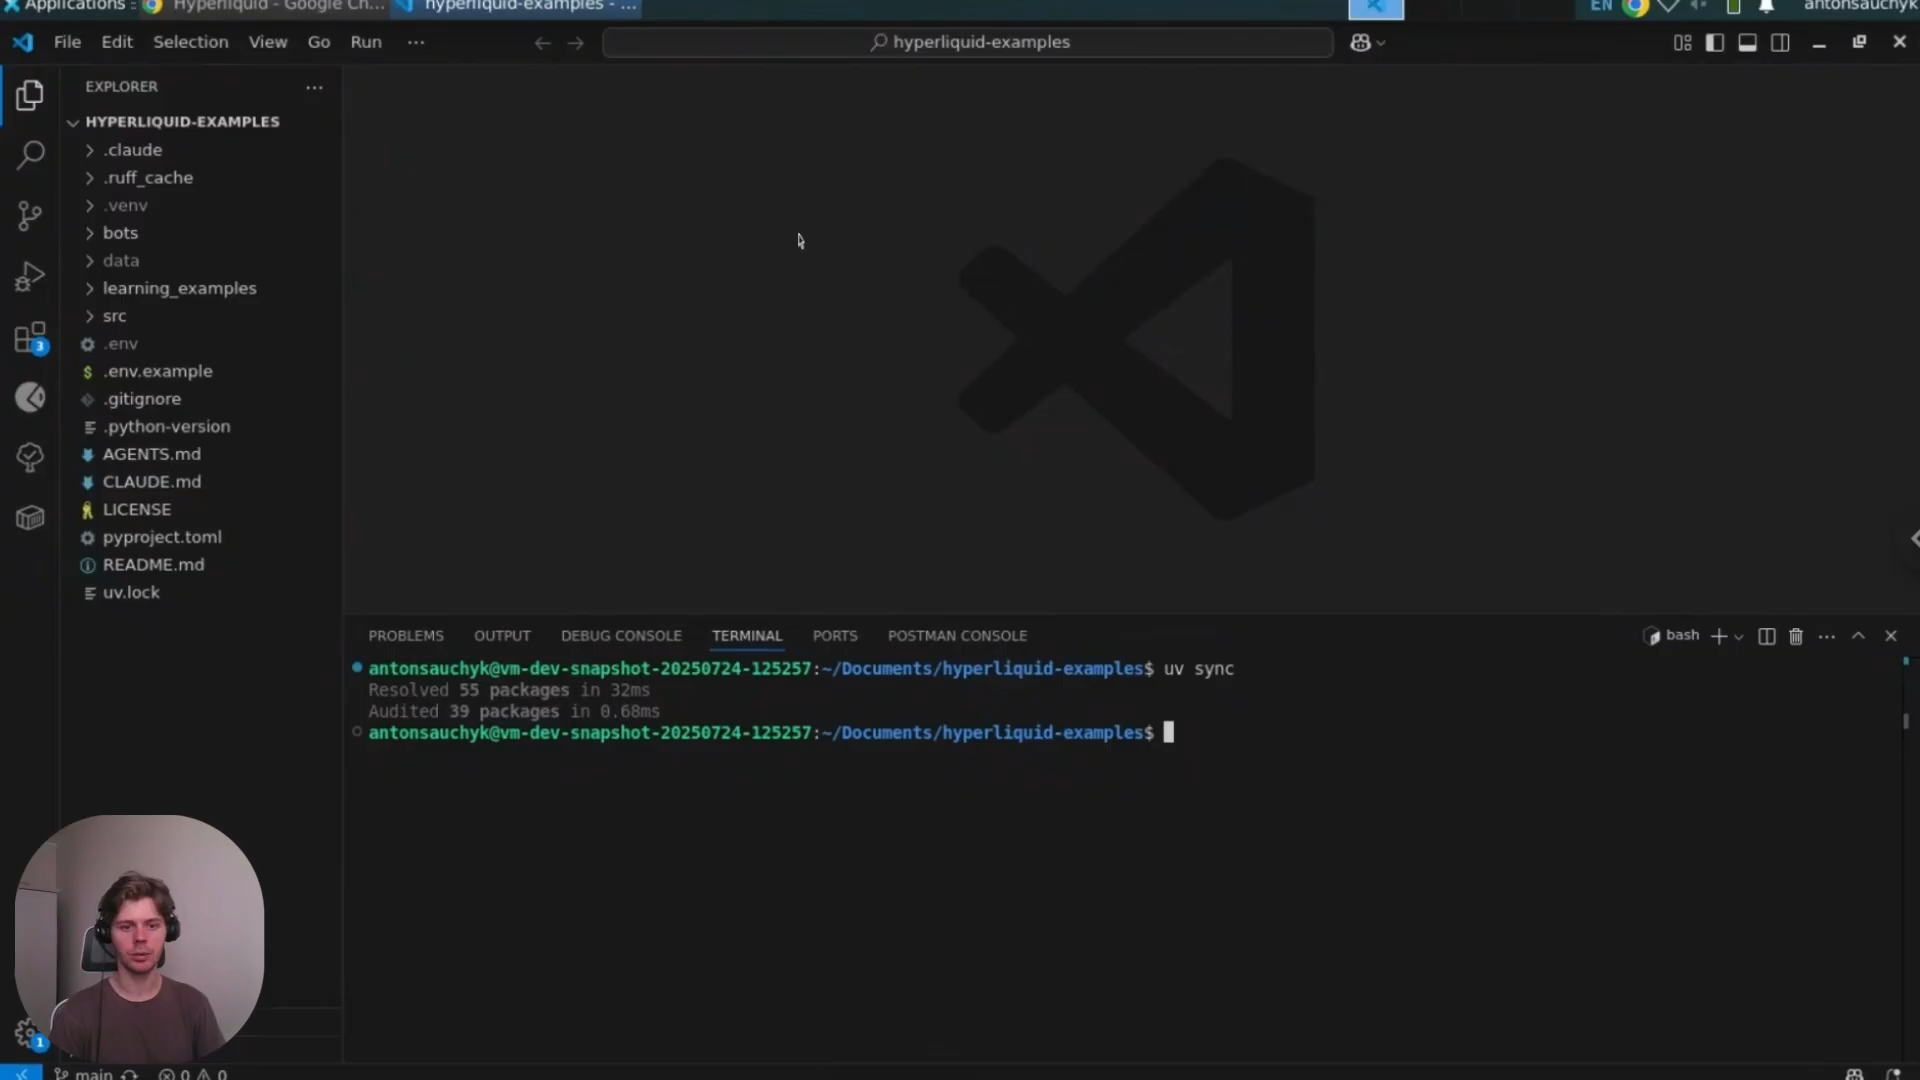 Applications :
Hyperliquid - Google Ch...
hyperliquid-examples - ...
EN
antonsauchyk
File Edit Selection View Go Run ...
hyperliquid-examples
EXPLORER
HYPERLIQUID-EXAMPLES
.claude
.ruff_cache
.venv
bots
data
learning_examples
src
.env
$ .env.example
.gitignore
.python-version
AGENTS.md
CLAUDE.md
LICENSE
pyproject.toml
README.md
uv.lock
3
PROBLEMS OUTPUT DEBUG CONSOLE TERMINAL PORTS POSTMAN CONSOLE
bash
antonsauchyk@vm-dev-snapshot-20250724-125257:~/Documents/hyperliquid-examples$ uv sync
Resolved 55 packages in 32ms
Audited 39 packages in 0.68ms
antonsauchyk@vm-dev-snapshot-20250724-125257:~/Documents/hyperliquid-examples$
1
main 0 0